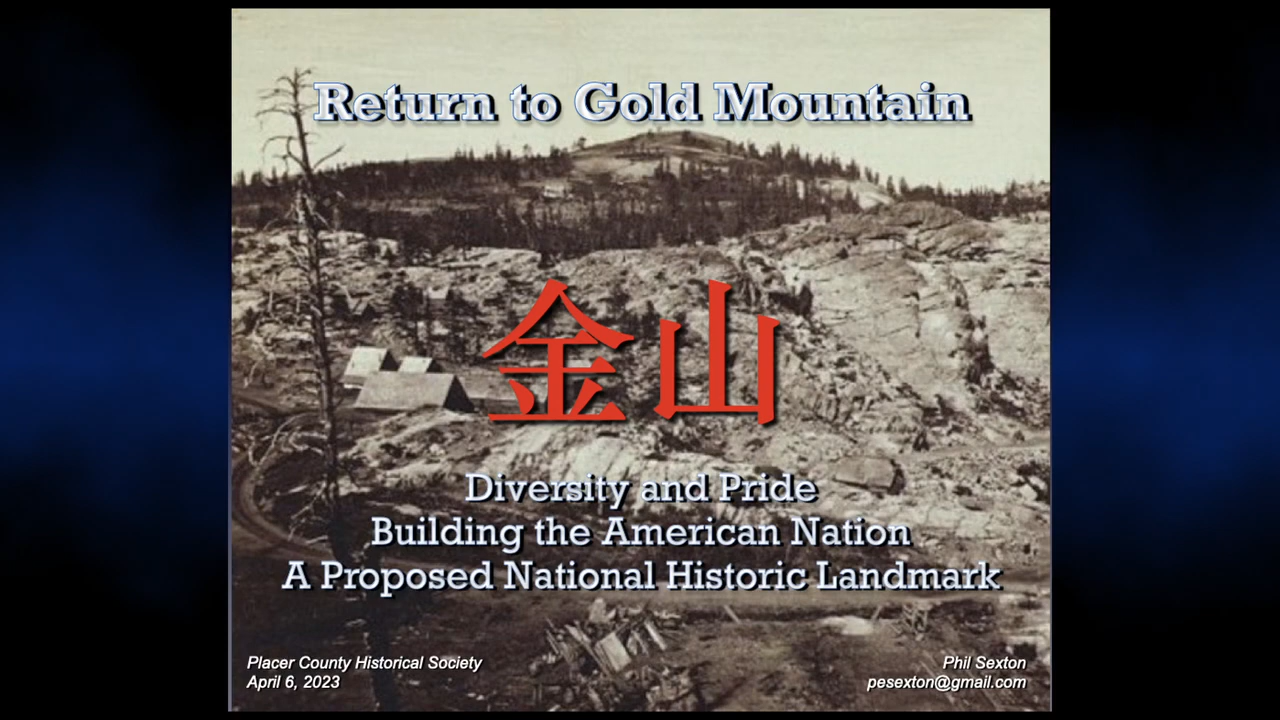 Return to Gold Mountain
金山
Diversity and Pride
Building the American Nation
A Proposed National Historic Landmark
Placer County Historical Society
April 6, 2023
Phil Sexton
pesexton@gmail.com